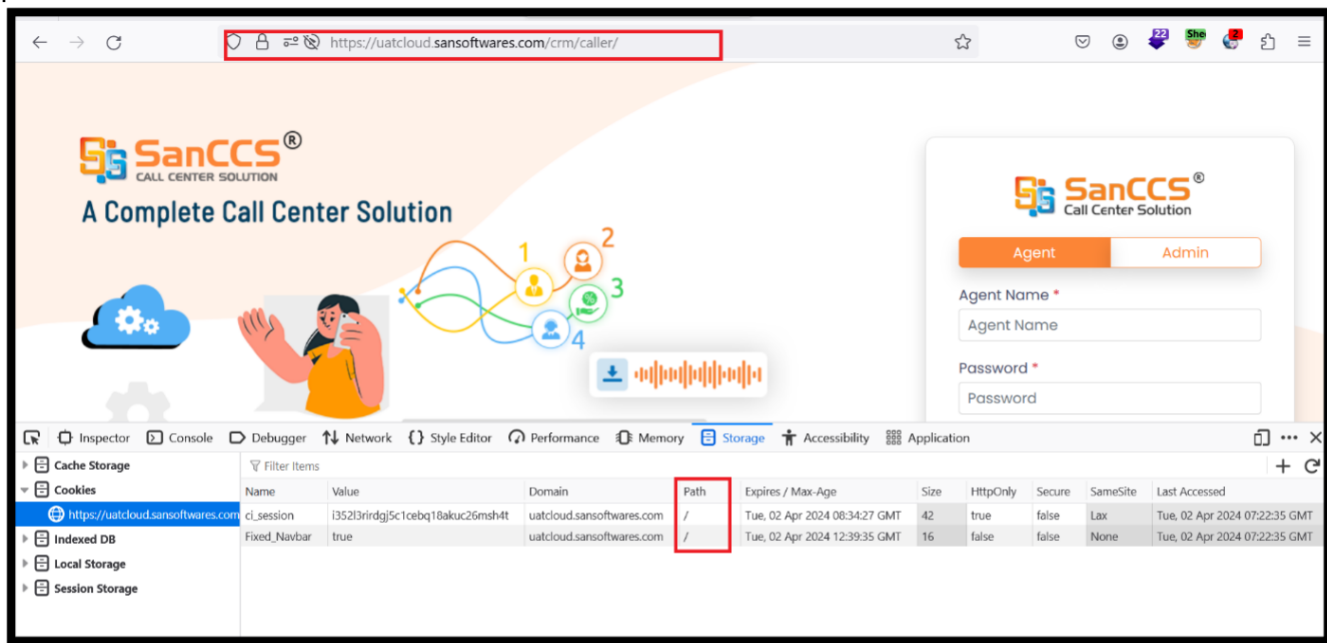 https://uatcloud.sansoftwares.com/crm/caller/
22
She
2
SanCCS®
CALL CENTER SOLUTION
A Complete Call Center Solution
1
2
3
4
SanCCS®
Call Center Solution
Agent Admin
Agent Name *
Agent Name
Password *
Password
Inspector Console Debugger Network {} Style Editor Performance Memory Storage Accessibility Application
Cache Storage
Cookies
https://uatcloud.sansoftwares.com
Indexed DB
Local Storage
Session Storage
Filter Items
Name Value Domain Path Expires / Max-Age Size HttpOnly Secure SameSite Last Accessed
ci_session uatcloud.sansoftwares.com / Tue, 02 Apr 2024 08:34:27 GMT 42 true false Lax Tue, 02 Apr 2024 07:22:35 GMT
Fixed_Navbar true uatcloud.sansoftwares.com / Tue, 02 Apr 2024 12:39:35 GMT 16 false false None Tue, 02 Apr 2024 07:22:35 GMT